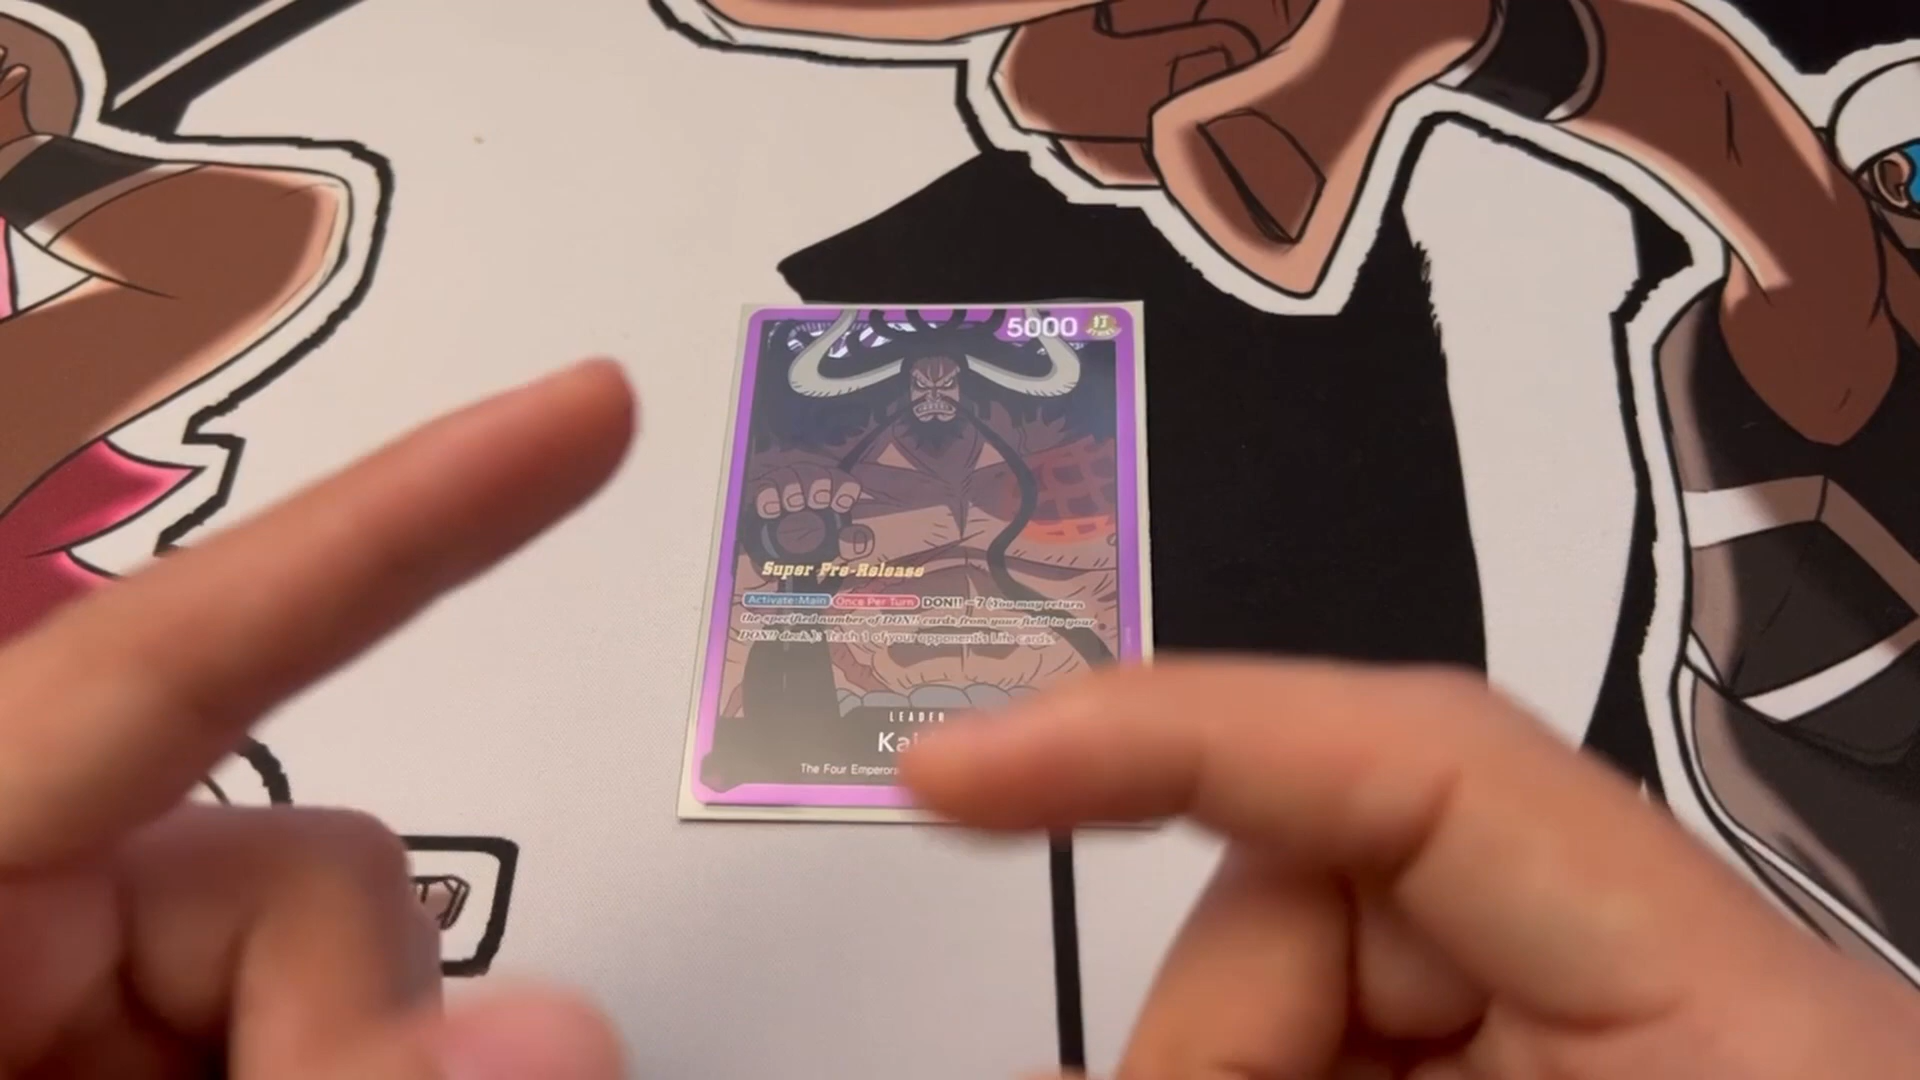 5000
Super Pre-Release
Activate: Main Once Per Turn DON!! −7 (You may return
the specified number of DON!! cards from your field to your
DON!! deck.): Trash 1 of your opponent's Life cards.
LEADER
Ka
The Four Emperors